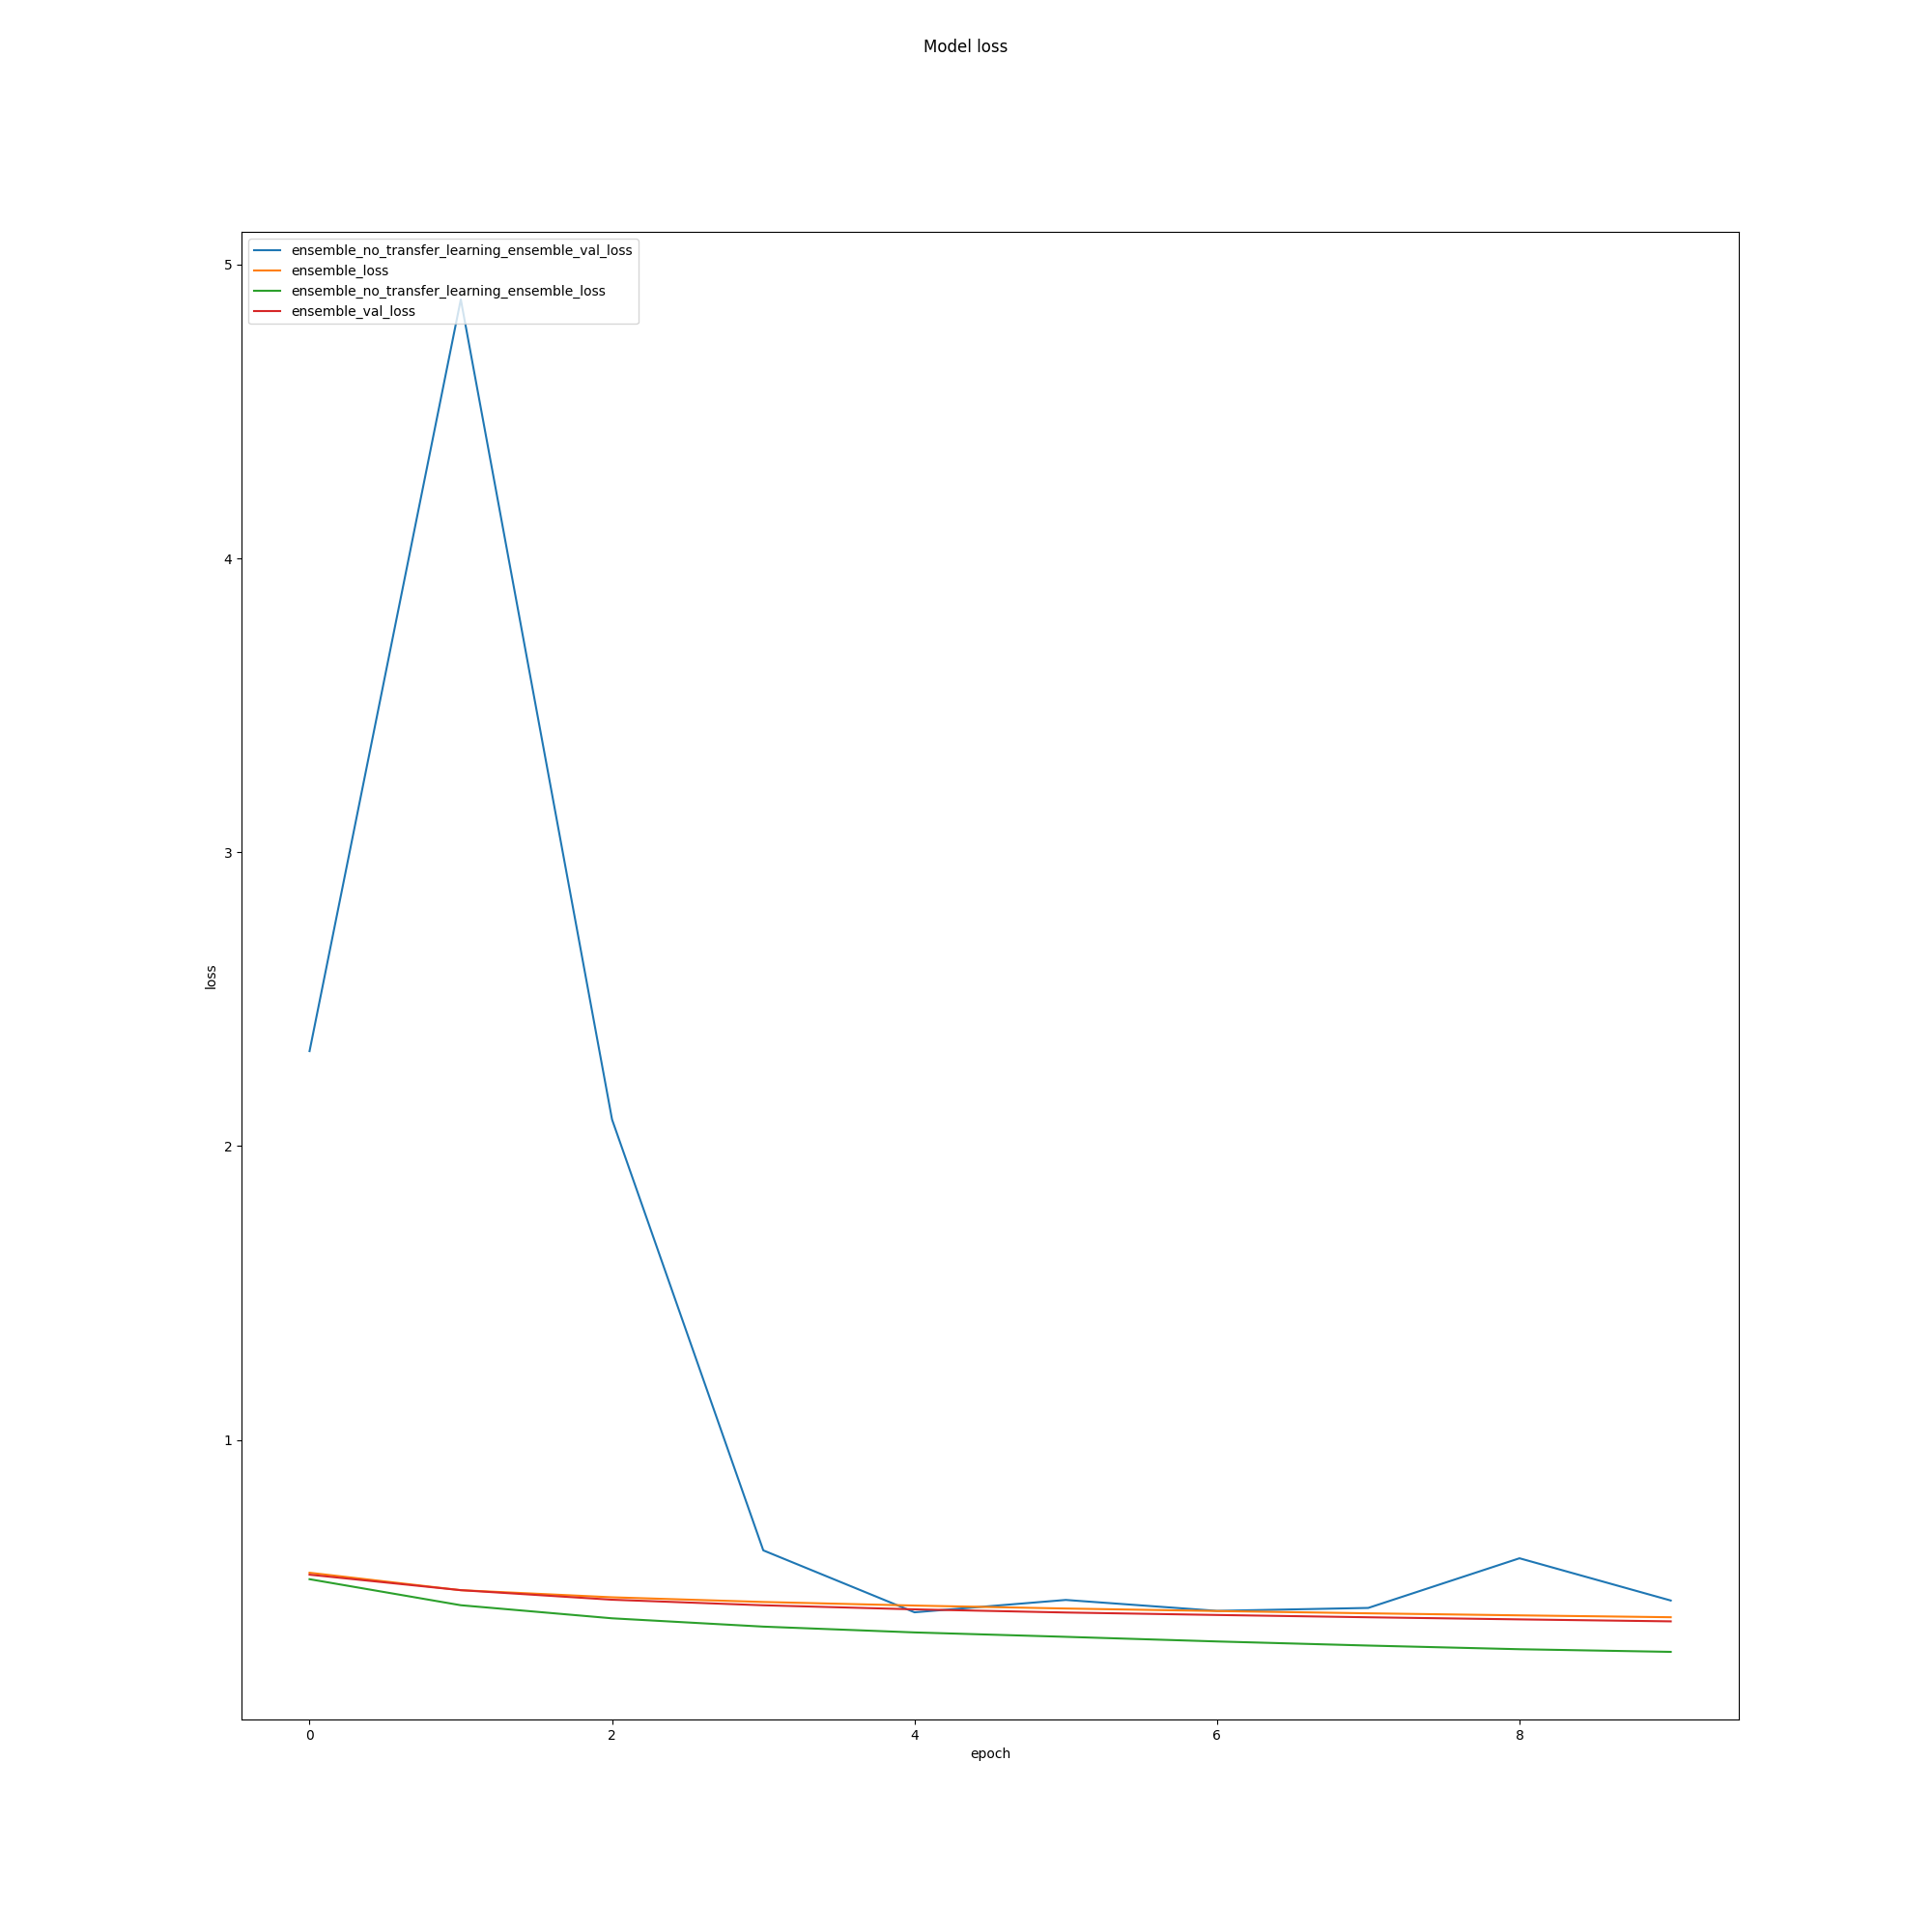 Model loss
ensemble_no_transfer_learning_ensemble_val_loss
ensemble_loss
ensemble_no_transfer_learning_ensemble_loss
ensemble_val_loss
5
4
3
2
1
loss
0 2 4 6 8
epoch